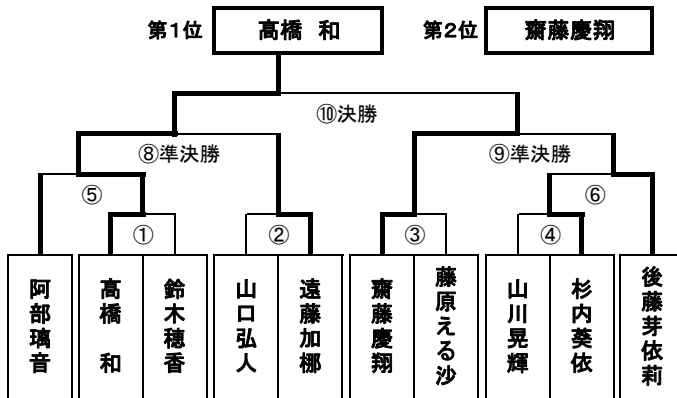 第1位
髙橋 和
第2位
齋藤慶翔
⑩決勝
⑧準決勝
⑨準決勝
⑤
⑥
①
②
③
④
阿部璃音
髙橋 和
鈴木穂香
山口弘人
遠藤加梛
齋藤慶翔
藤原える沙
山川晃輝
杉内葵依
後藤芽依莉